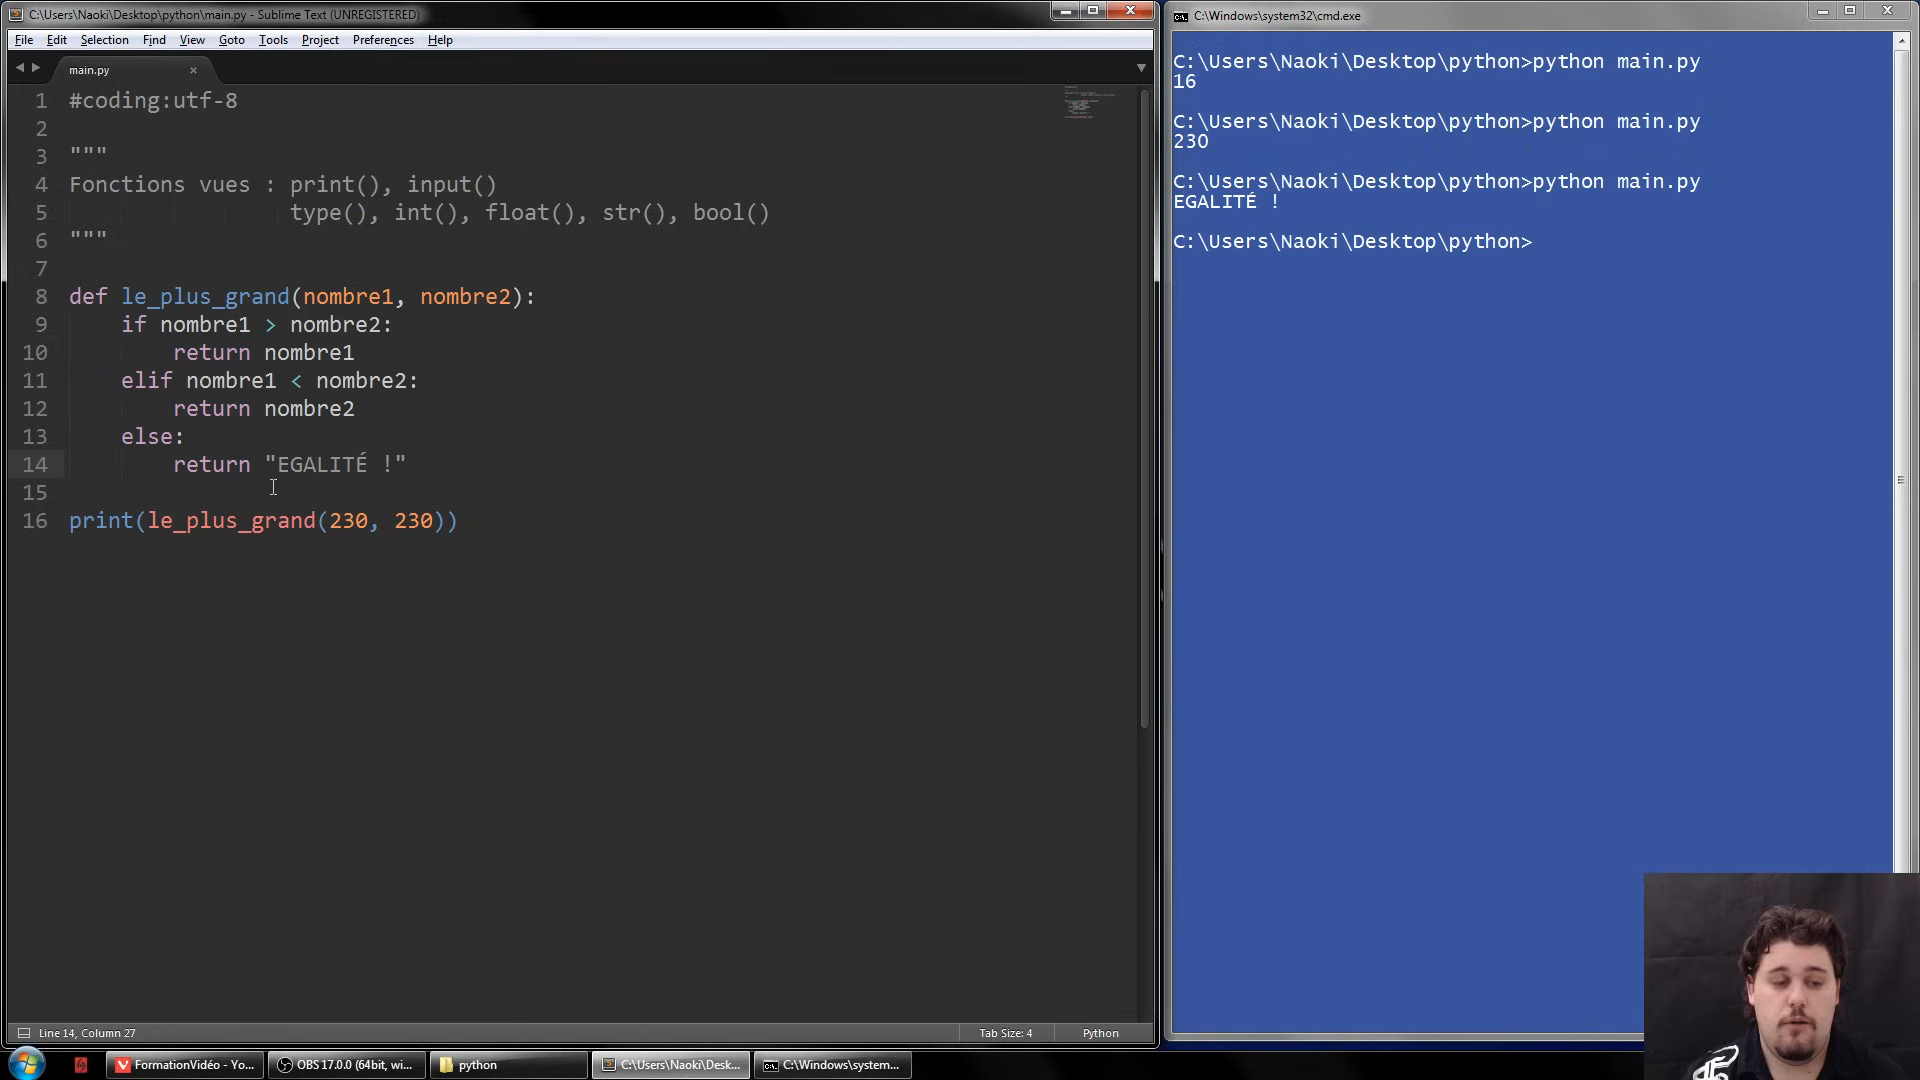 C:\Users\Naoki\Desktop\python\main.py - Sublime Text (UNREGISTERED)
File Edit Selection Find View Goto Tools Project Preferences Help
main.py
1 #coding:utf-8
2
3 """
4 Fonctions vues : print(), input()
5 type(), int(), float(), str(), bool()
6 """
7
8 def le_plus_grand(nombre1, nombre2):
9 if nombre1 > nombre2:
10 return nombre1
11 elif nombre1 < nombre2:
12 return nombre2
13 else:
14 return "EGALITÉ !"
15
16 print(le_plus_grand(230, 230))
Line 14, Column 27
Tab Size: 4
Python
C:\Windows\system32\cmd.exe
C:\Users\Naoki\Desktop\python>python main.py
16
C:\Users\Naoki\Desktop\python>python main.py
230
C:\Users\Naoki\Desktop\python>python main.py
EGALITÉ !
C:\Users\Naoki\Desktop\python>
FormationVidéo - Yo...
OBS 17.0.0 (64bit, wi...
python
C:\Users\Naoki\Desk...
C:\Windows\system...